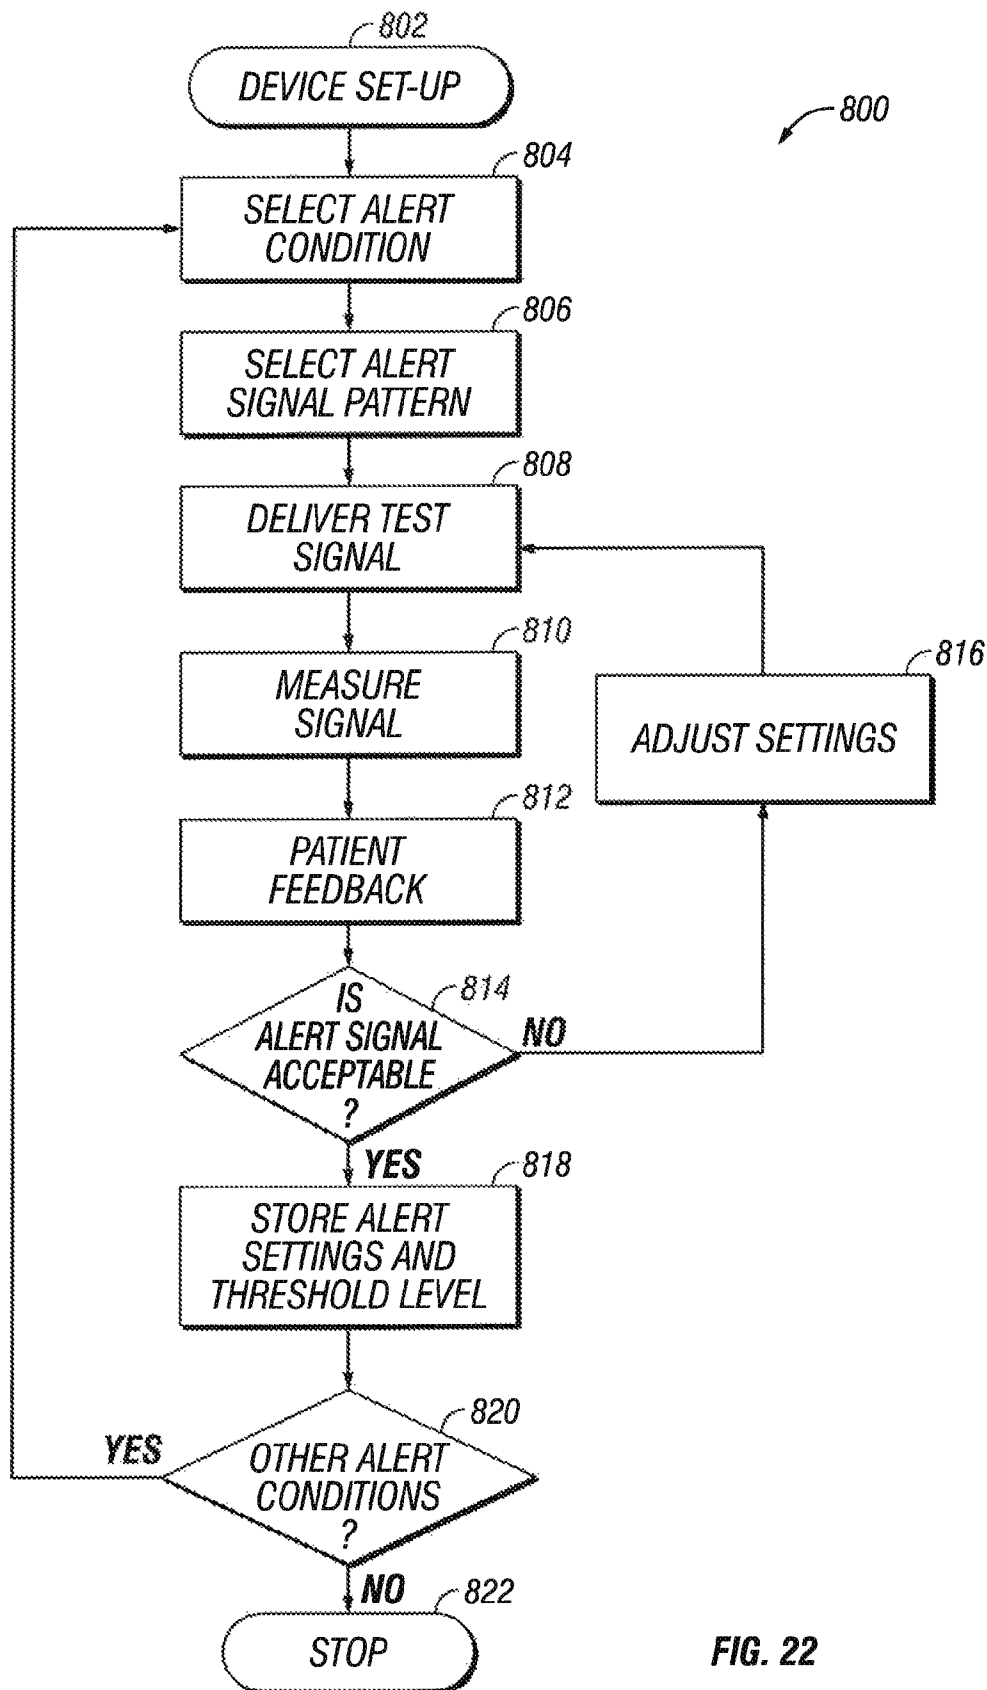 802
DEVICE SET-UP
800
804
SELECT ALERT
CONDITION
806
SELECT ALERT
SIGNAL PATTERN
808
DELIVER TEST
SIGNAL
810
MEASURE
SIGNAL
816
ADJUST SETTINGS
812
PATIENT
FEEDBACK
814
IS
ALERT SIGNAL
ACCEPTABLE
?
NO
YES
818
STORE ALERT
SETTINGS AND
THRESHOLD LEVEL
820
YES
OTHER ALERT
CONDITIONS
?
NO
822
STOP
FIG. 22